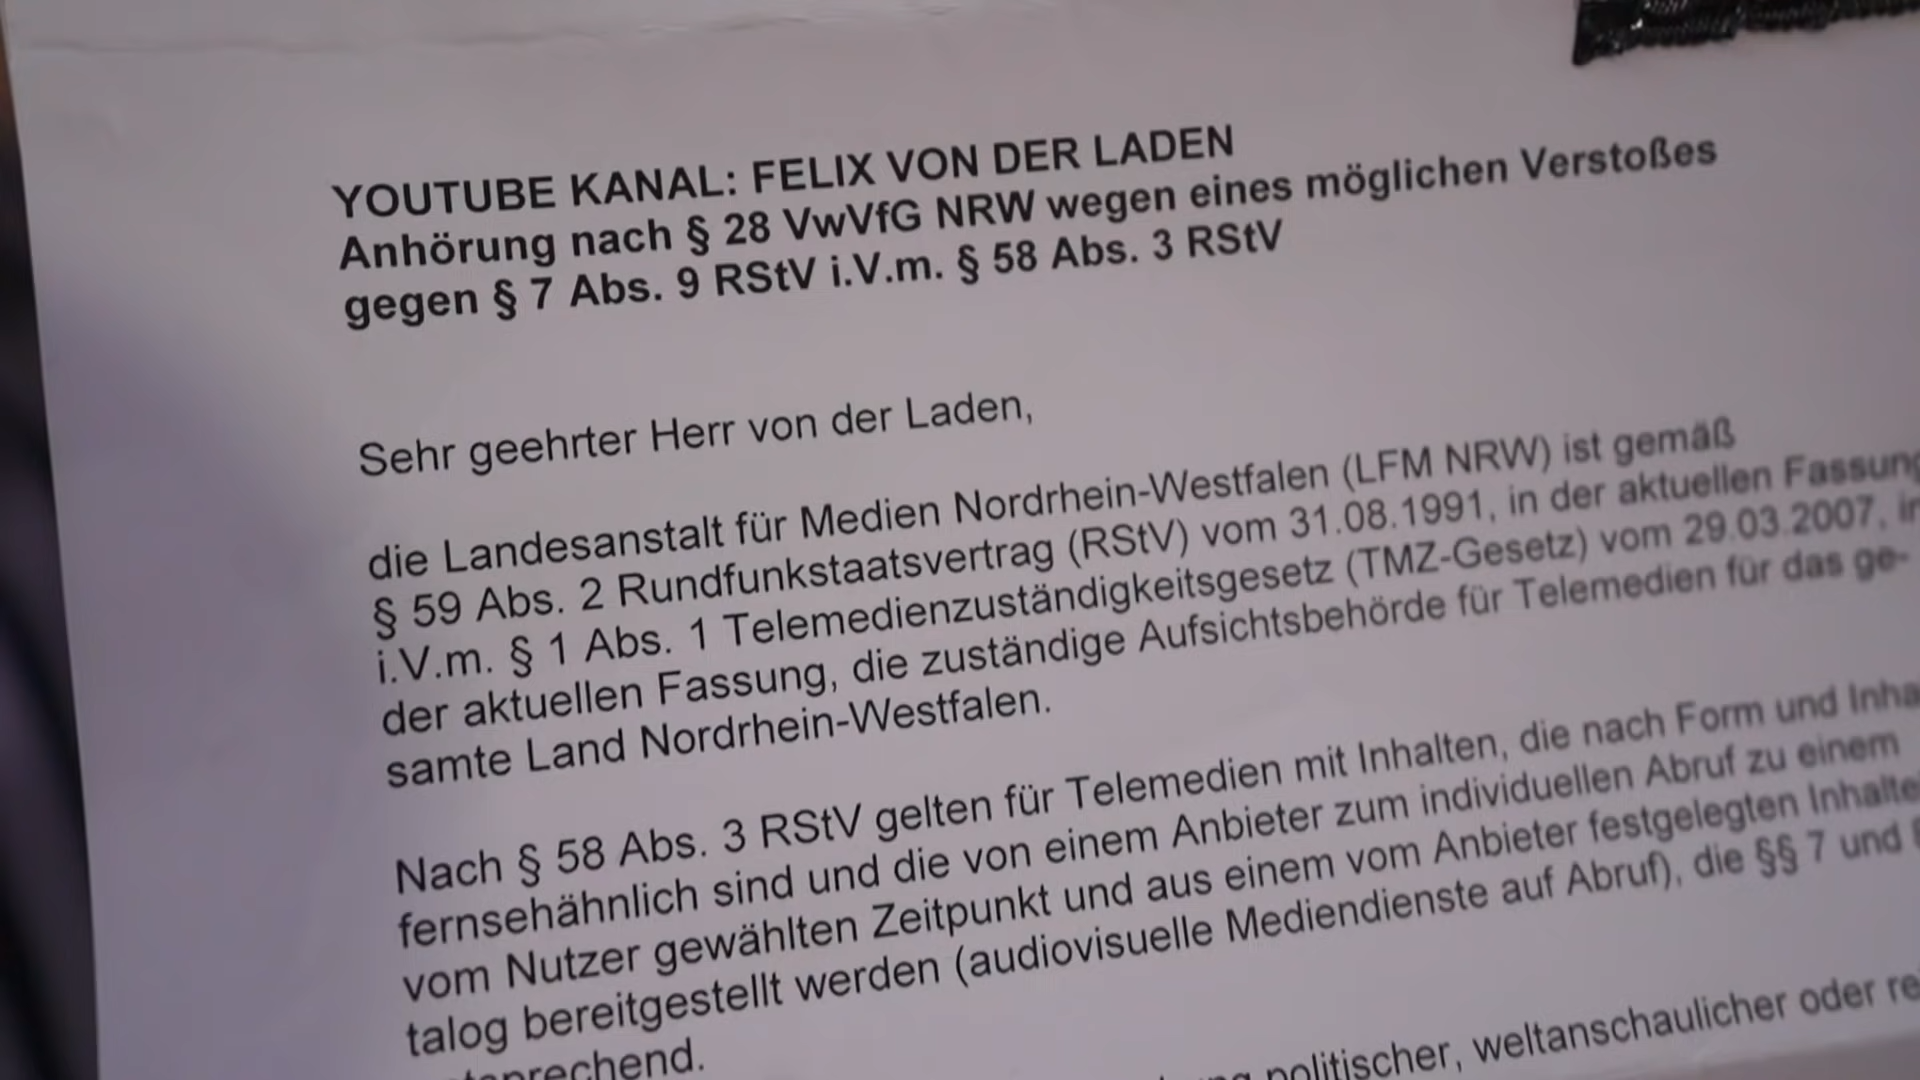 YOUTUBE KANAL: FELIX VON DER LADEN
Anhörung nach § 28 VwVfG NRW wegen eines möglichen Verstoßes
gegen § 7 Abs. 9 RStV i.V.m. § 58 Abs. 3 RStV
Sehr geehrter Herr von der Laden,
die Landesanstalt für Medien Nordrhein-Westfalen (LFM NRW) ist gemäß
§ 59 Abs. 2 Rundfunkstaatsvertrag (RStV) vom 31.08.1991, in der aktuellen Fassung
i.V.m. § 1 Abs. 1 Telemedienzuständigkeitsgesetz (TMZ-Gesetz) vom 29.03.2007, in
der aktuellen Fassung, die zuständige Aufsichtsbehörde für Telemedien für das ge-
samte Land Nordrhein-Westfalen.
Nach § 58 Abs. 3 RStV gelten für Telemedien mit Inhalten, die nach Form und Inha
fernsehähnlich sind und die von einem Anbieter zum individuellen Abruf zu einem
vom Nutzer gewählten Zeitpunkt und aus einem vom Anbieter festgelegten Inhalte
talog bereitgestellt werden (audiovisuelle Mediendienste auf Abruf), die §§ 7 und
prechend.
politischer, weltanschaulicher oder re